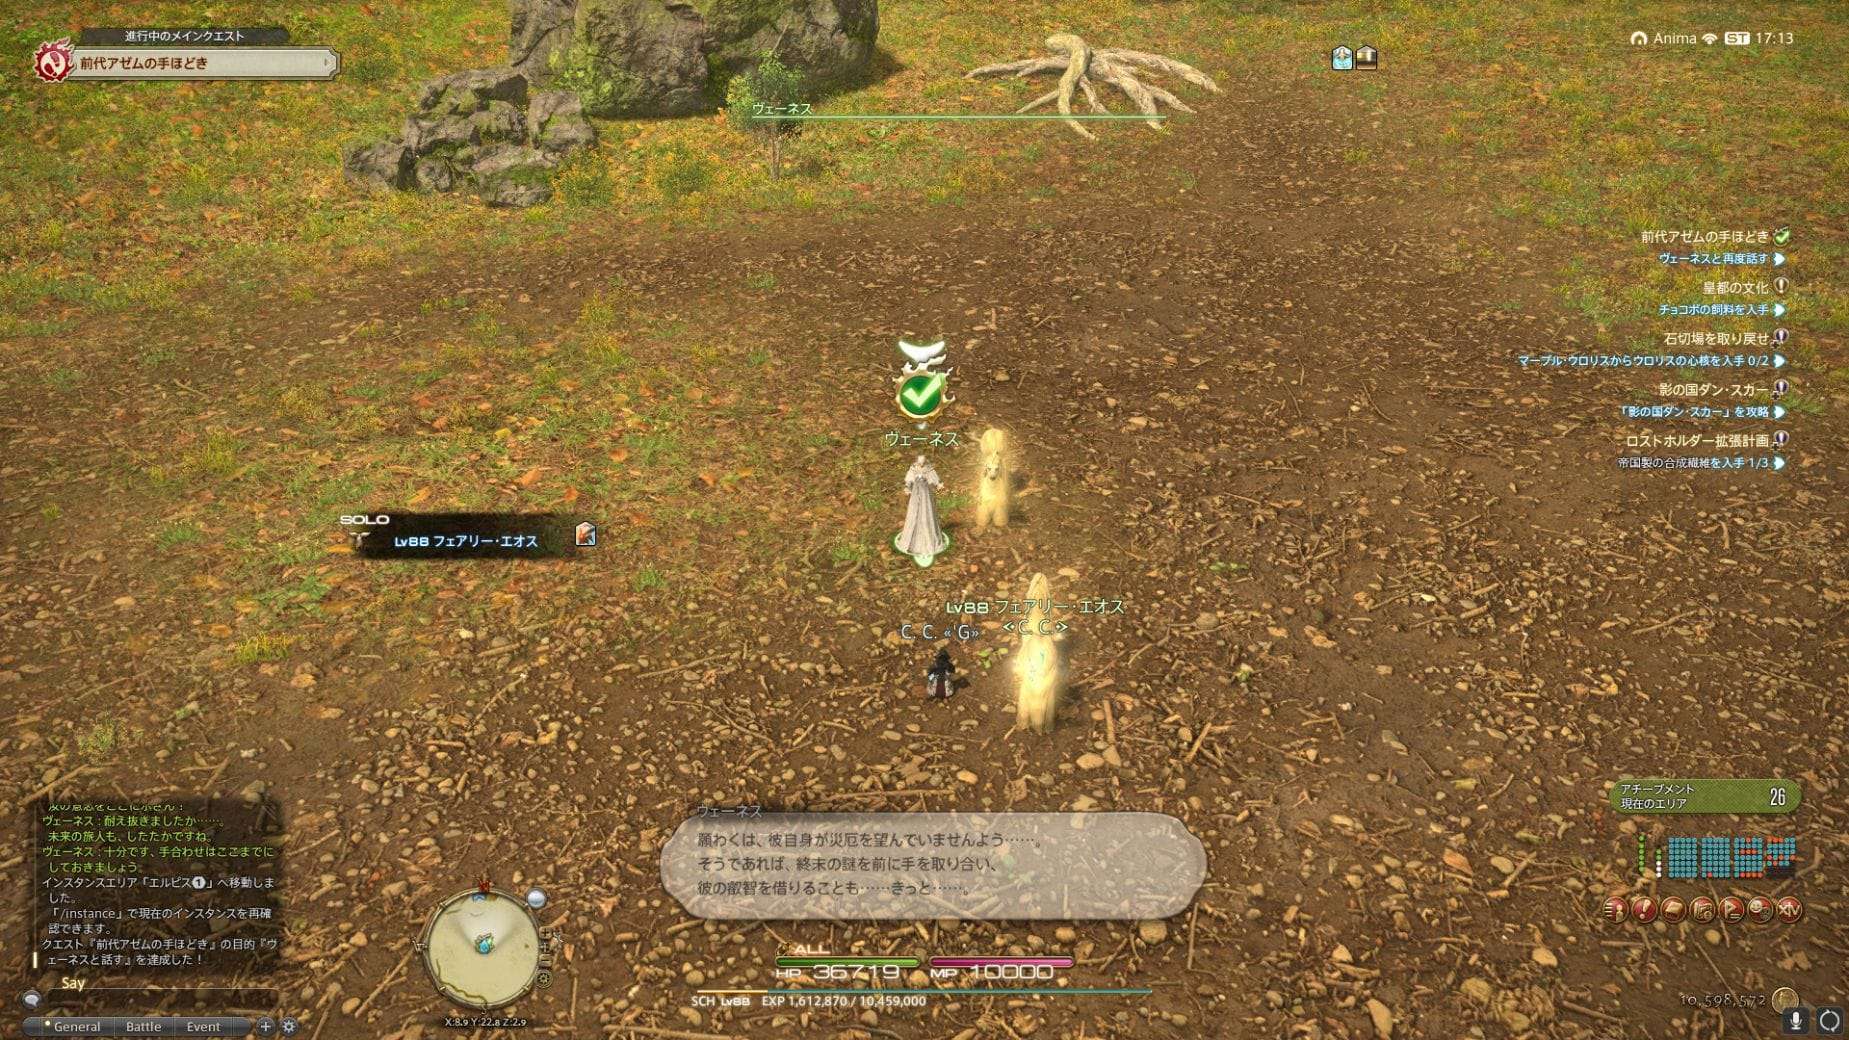 進行中のメインクエスト
前代アゼムの手ほどき
Anima ST 17:13
ヴェーネス
前代アゼムの手ほどき
ヴェーネスと再度話す
皇都の文化
チョコボの飼料を入手
石切場を取り戻せ
マーブル・ウロリスからウロリスの心核を入手 0/2
影の国ダン・スカー
「影の国ダン・スカー」を攻略
ロストホルダー拡張計画
帝国製の合成繊維を入手 1/3
ヴェーネス
SOLO
Lv88 フェアリー・エオス
Lv88 フェアリー・エオス
«C. C.»
C. C. «'G»
アチーブメント
現在のエリア
26
汝の意志をここに示さん！
ヴェーネス : 耐え抜きましたか……。
未来の旅人も、したたかですね。
ヴェーネス : 十分です、手合わせはここまでに
しておきましょう。
インスタンスエリア「エルピス❶」へ移動しま
した。
「/instance」で現在のインスタンスを再確
認できます。
クエスト『前代アゼムの手ほどき』の目的『ヴ
ェーネスと話す』を達成した！
Say
General
Battle
Event
X:8.9 Y:22.8 Z:2.9
ヴェーネス
願わくは、彼自身が災厄を望んでいませんよう……。
そうであれば、終末の謎を前に手を取り合い、
彼の叡智を借りることも……きっと……。
ALL
HP 36719 MP 10000
SCH Lv88 EXP 1,612,870 / 10,459,000
10,598,572